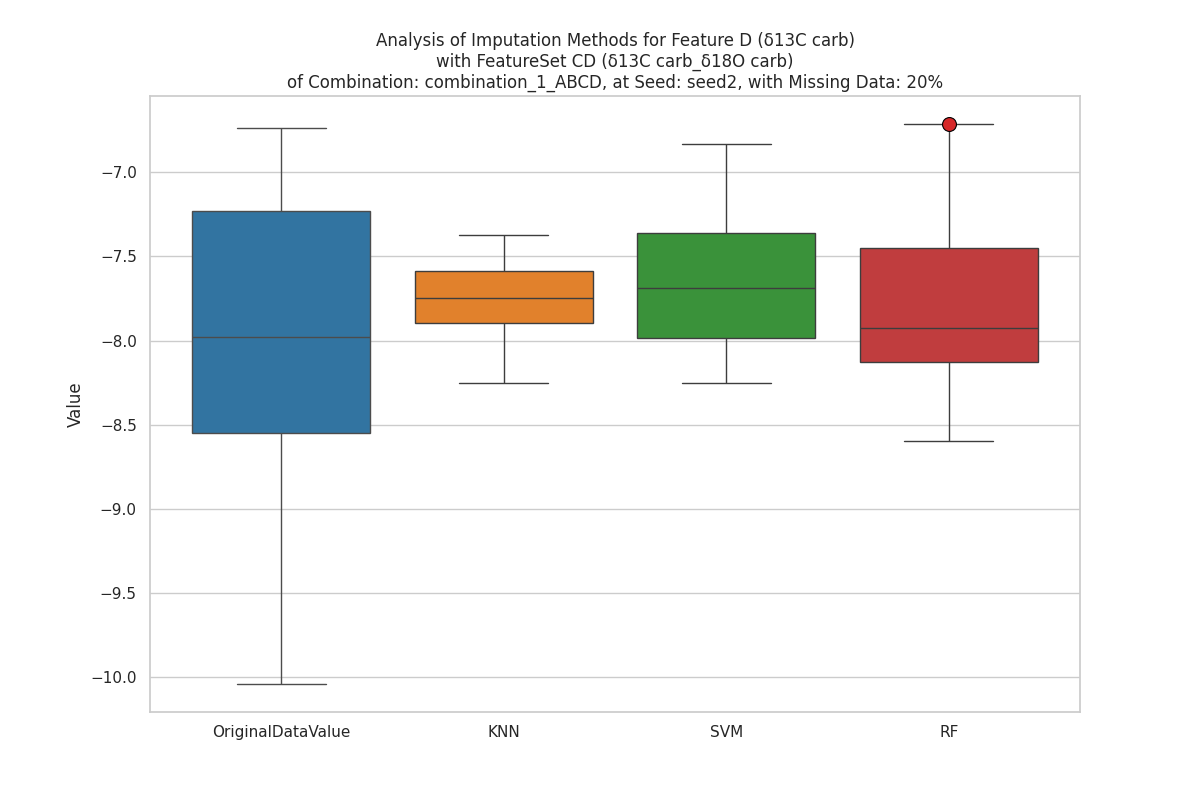 Analysis of Imputation Methods for Feature D (δ13C carb)
with FeatureSet CD (δ13C carb_δ18O carb)
of Combination: combination_1_ABCD, at Seed: seed2, with Missing Data: 20%
−7.0
−7.5
−8.0
−8.5
−9.0
−9.5
−10.0
Value
OriginalDataValue
KNN
SVM
RF